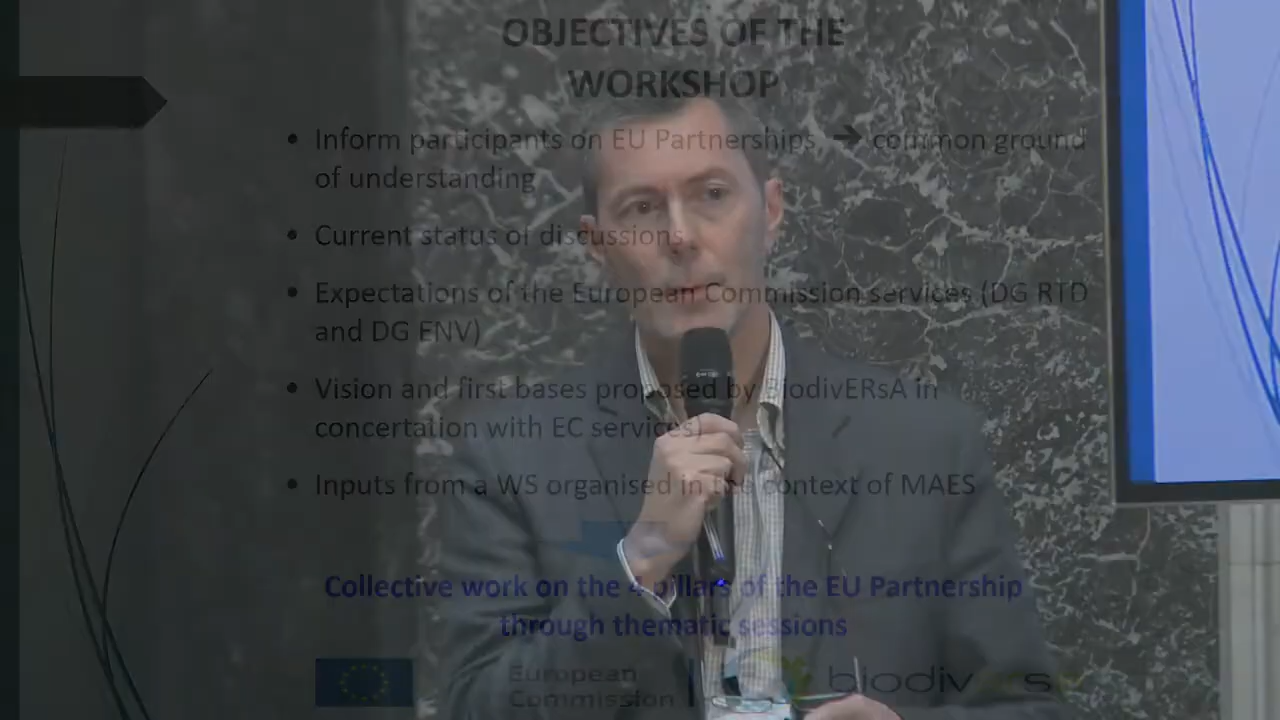 OBJECTIVES OF THE
WORKSHOP
• Inform participants on EU Partnerships ➔ common ground
of understanding
• Current status of discussions
• Expectations of the European Commission services (DG RTD
and DG ENV)
• Vision and first bases proposed by BiodivERsA in
concertation with EC services)
• Inputs from a WS organised in the context of MAES
Collective work on the 4 pillars of the EU Partnership
through thematic sessions
European
Commission
biodiversa